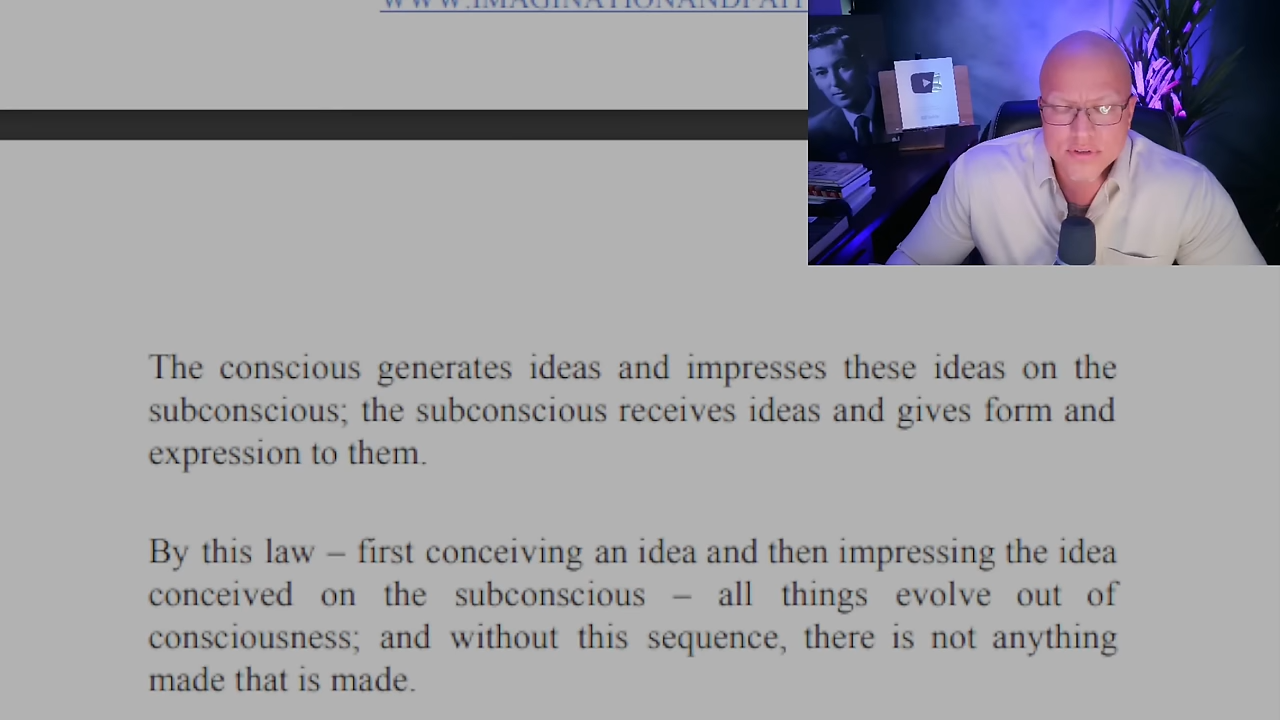 WWW.IMAGINATIONANDFAIT
The conscious generates ideas and impresses these ideas on the
subconscious; the subconscious receives ideas and gives form and
expression to them.
By this law – first conceiving an idea and then impressing the idea
conceived on the subconscious – all things evolve out of
consciousness; and without this sequence, there is not anything
made that is made.